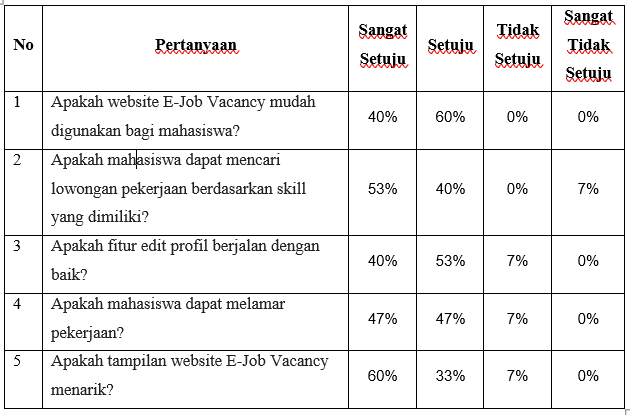 No Pertanyaan Sangat Setuju Setuju Tidak Setuju Sangat Tidak Setuju
1 Apakah website E-Job Vacancy mudah
digunakan bagi mahasiswa? 40% 60% 0% 0%
2 Apakah mahasiswa dapat mencari
lowongan pekerjaan berdasarkan skill
yang dimiliki? 53% 40% 0% 7%
3 Apakah fitur edit profil berjalan dengan
baik? 40% 53% 7% 0%
4 Apakah mahasiswa dapat melamar
pekerjaan? 47% 47% 7% 0%
5 Apakah tampilan website E-Job Vacancy
menarik? 60% 33% 7% 0%